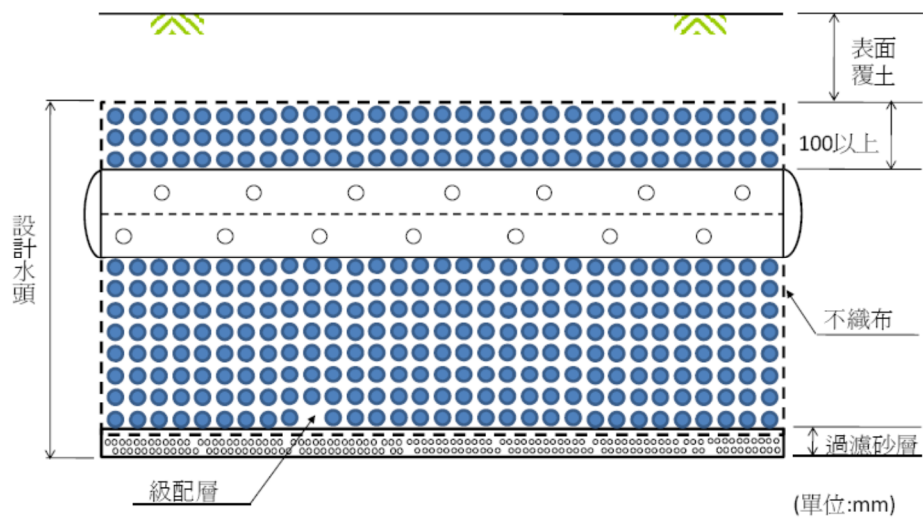 表面
覆土
100以上
設計水頭
不織布
過濾砂層
級配層
(單位:mm)